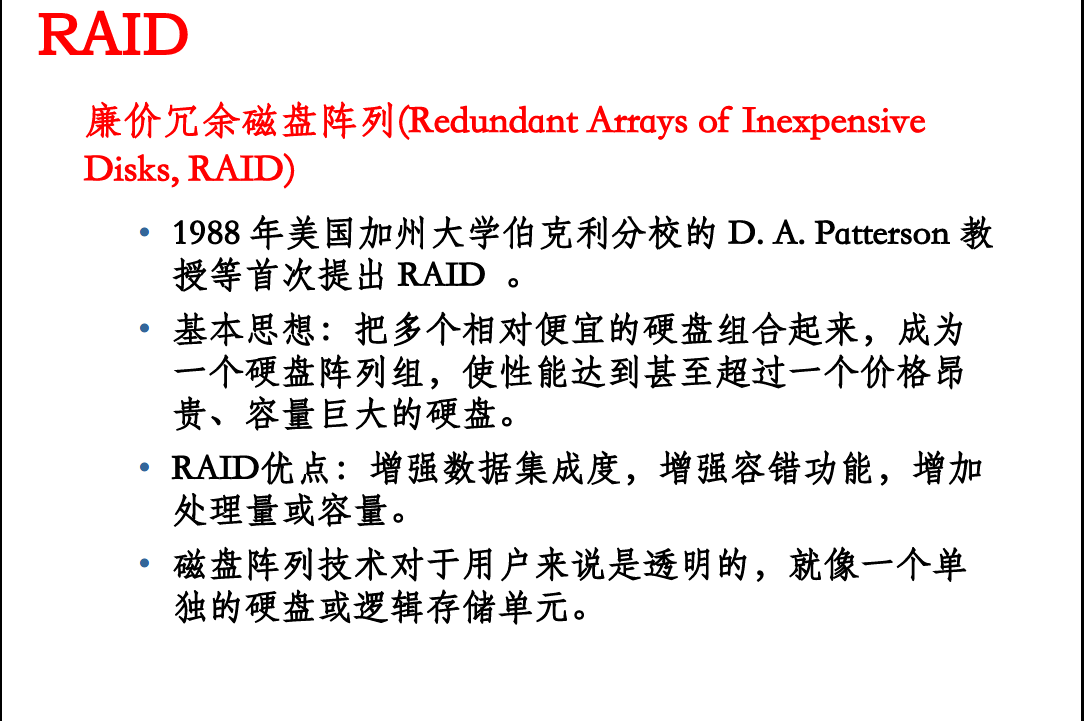 RAID
廉价冗余磁盘阵列(Redundant Arrays of Inexpensive
Disks, RAID)
• 1988 年美国加州大学伯克利分校的 D. A. Patterson 教
授等首次提出 RAID 。
• 基本思想：把多个相对便宜的硬盘组合起来，成为
一个硬盘阵列组，使性能达到甚至超过一个价格昂
贵、容量巨大的硬盘。
• RAID优点：增强数据集成度，增强容错功能，增加
处理量或容量。
• 磁盘阵列技术对于用户来说是透明的，就像一个单
独的硬盘或逻辑存储单元。